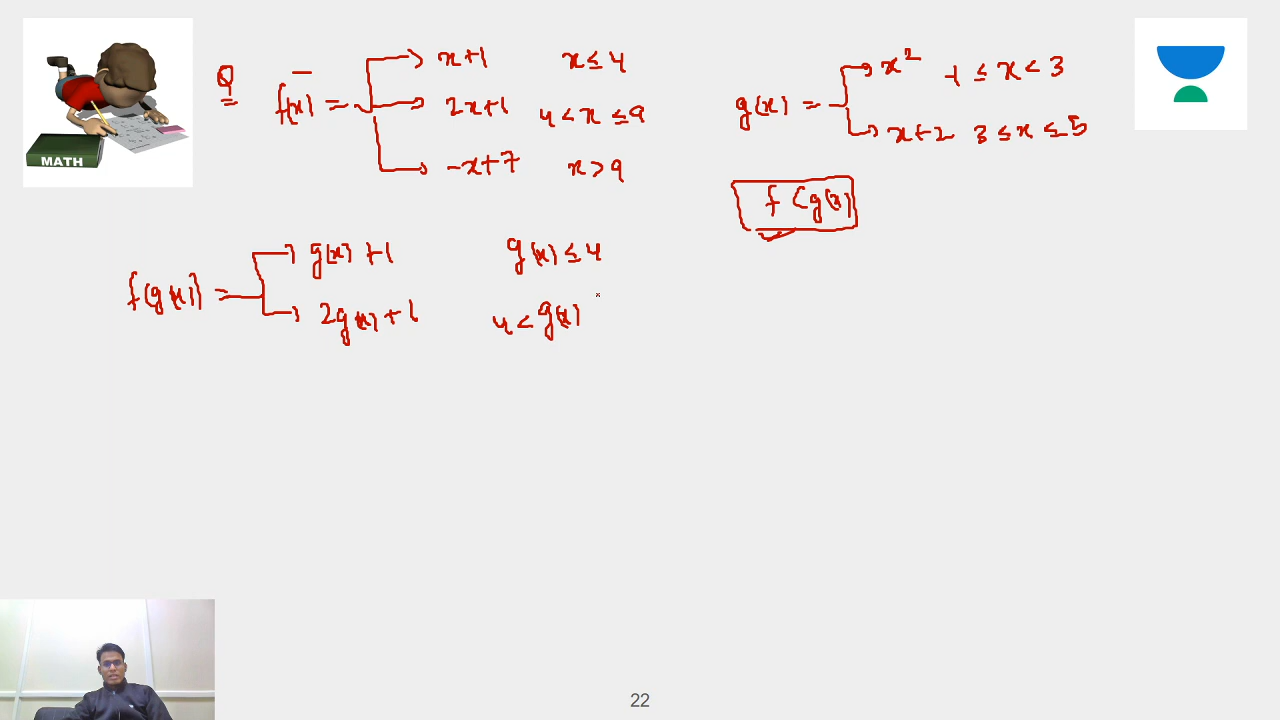 MATH
Q f(x) = x+1 x ≤ 4
2x+1 4 < x ≤ 9
-x+7 x > 9
g(x) = x² -1 ≤ x < 3
x+2 3 ≤ x ≤ 5
f(g(x)
f(g(x)) = g(x) +1 g(x) ≤ 4
2g(x)+1 4 < g(x)
22